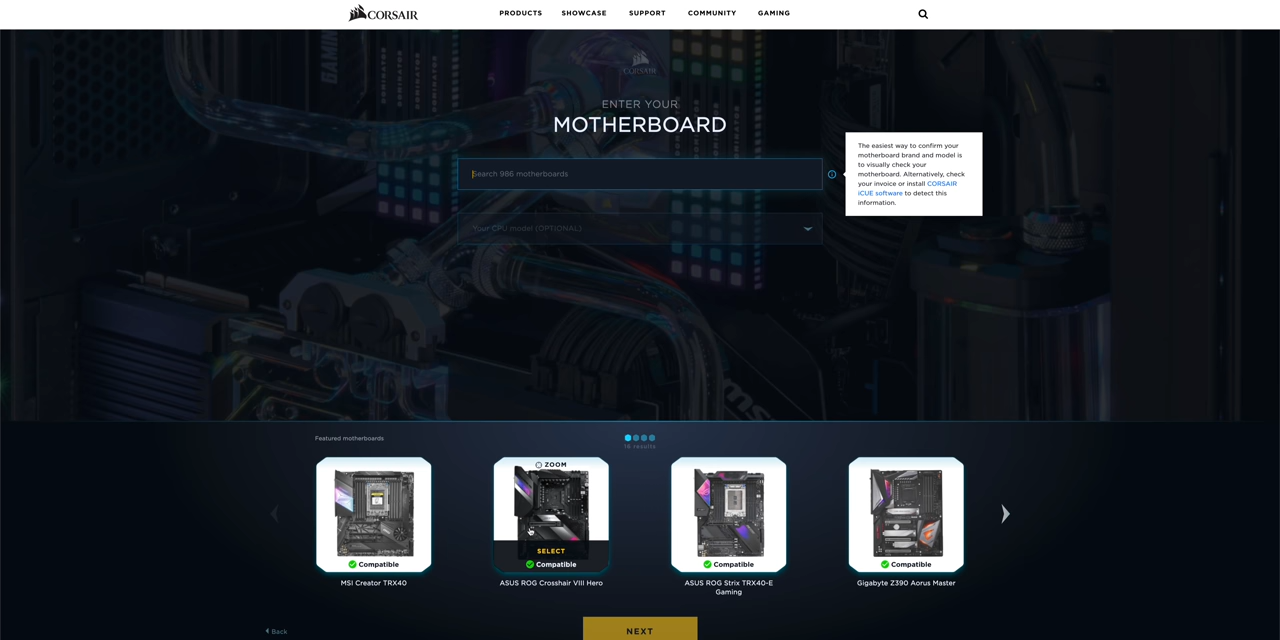 CORSAIR
PRODUCTS SHOWCASE SUPPORT COMMUNITY GAMING
CORSAIR
ENTER YOUR
MOTHERBOARD
Search 986 motherboards
The easiest way to confirm your
motherboard brand and model is
to visually check your
motherboard. Alternatively, check
your invoice or install CORSAIR
iCUE software to detect this
information.
Your CPU model (OPTIONAL)
Featured motherboards
18 results
ZOOM
SELECT
Compatible
Compatible
Compatible
Compatible
MSI Creator TRX40
ASUS ROG Crosshair VIII Hero
ASUS ROG Strix TRX40-E
Gaming
Gigabyte Z390 Aorus Master
Back
NEXT